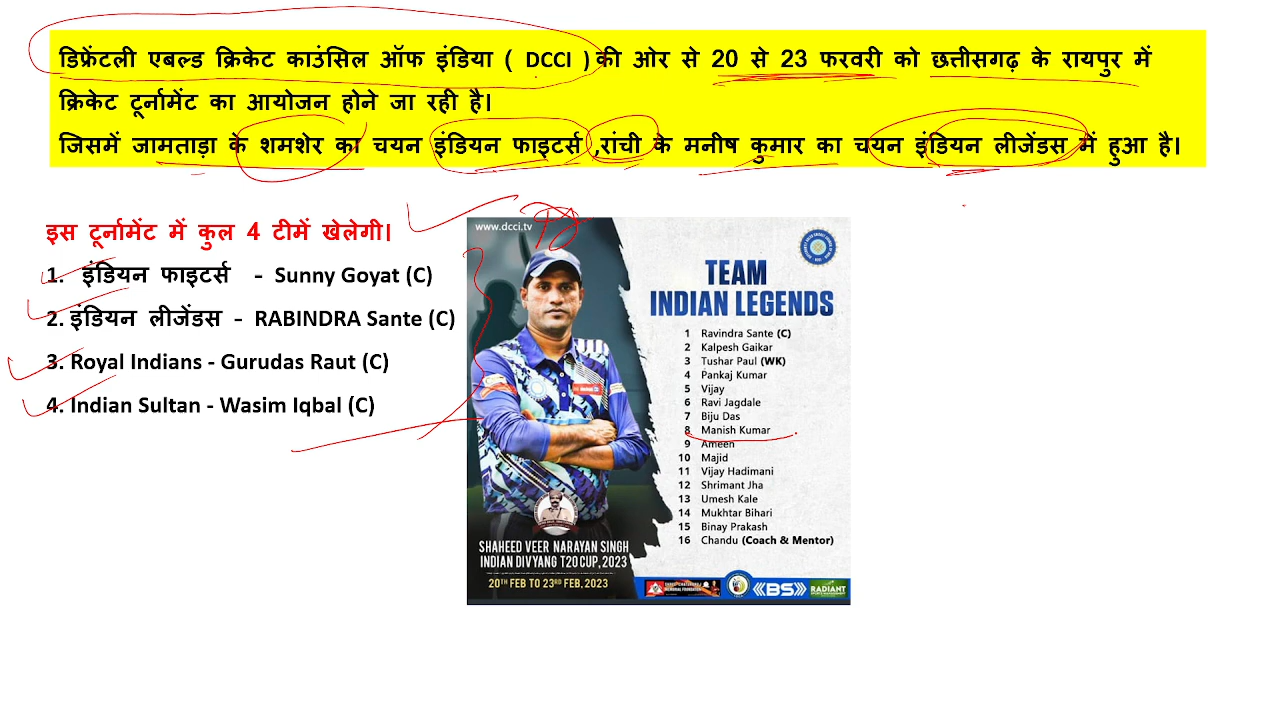 डिफ्रेंटली एबल्ड क्रिकेट काउंसिल ऑफ इंडिया ( DCCI ) की ओर से 20 से 23 फरवरी को छत्तीसगढ़ के रायपुर में
क्रिकेट टूर्नामेंट का आयोजन होने जा रही है।
जिसमें जामताड़ा के शमशेर का चयन इंडियन फाइटर्स ,रांची के मनीष कुमार का चयन इंडियन लीजेंडस में हुआ है।
इस टूर्नामेंट में कुल 4 टीमें खेलेगी।
1. इंडियन फाइटर्स - Sunny Goyat (C)
2. इंडियन लीजेंडस - RABINDRA Sante (C)
3. Royal Indians - Gurudas Raut (C)
4. Indian Sultan - Wasim Iqbal (C)
www.dcci.tv
TEAM
INDIAN LEGENDS
1 Ravindra Sante (C)
2 Kalpesh Gaikar
3 Tushar Paul (WK)
4 Pankaj Kumar
5 Vijay
6 Ravi Jagdale
7 Biju Das
8 Manish Kumar
9 Ameen
10 Majid
11 Vijay Hadimani
12 Shrimant Jha
13 Umesh Kale
14 Mukhtar Bihari
15 Binay Prakash
16 Chandu (Coach & Mentor)
SHAHEED VEER NARAYAN SINGH
INDIAN DIVYANG T20 CUP, 2023
20TH FEB TO 23RD FEB, 2023
BS
RADIANT